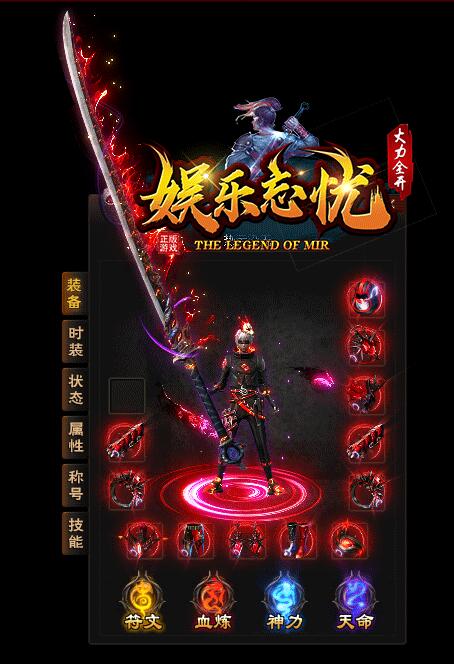 大力全开
娱乐忘忧
正版
游戏
THE LEGEND OF MIR
装备
时装
状态
属性
称号
技能
符文
血炼
神力
天命